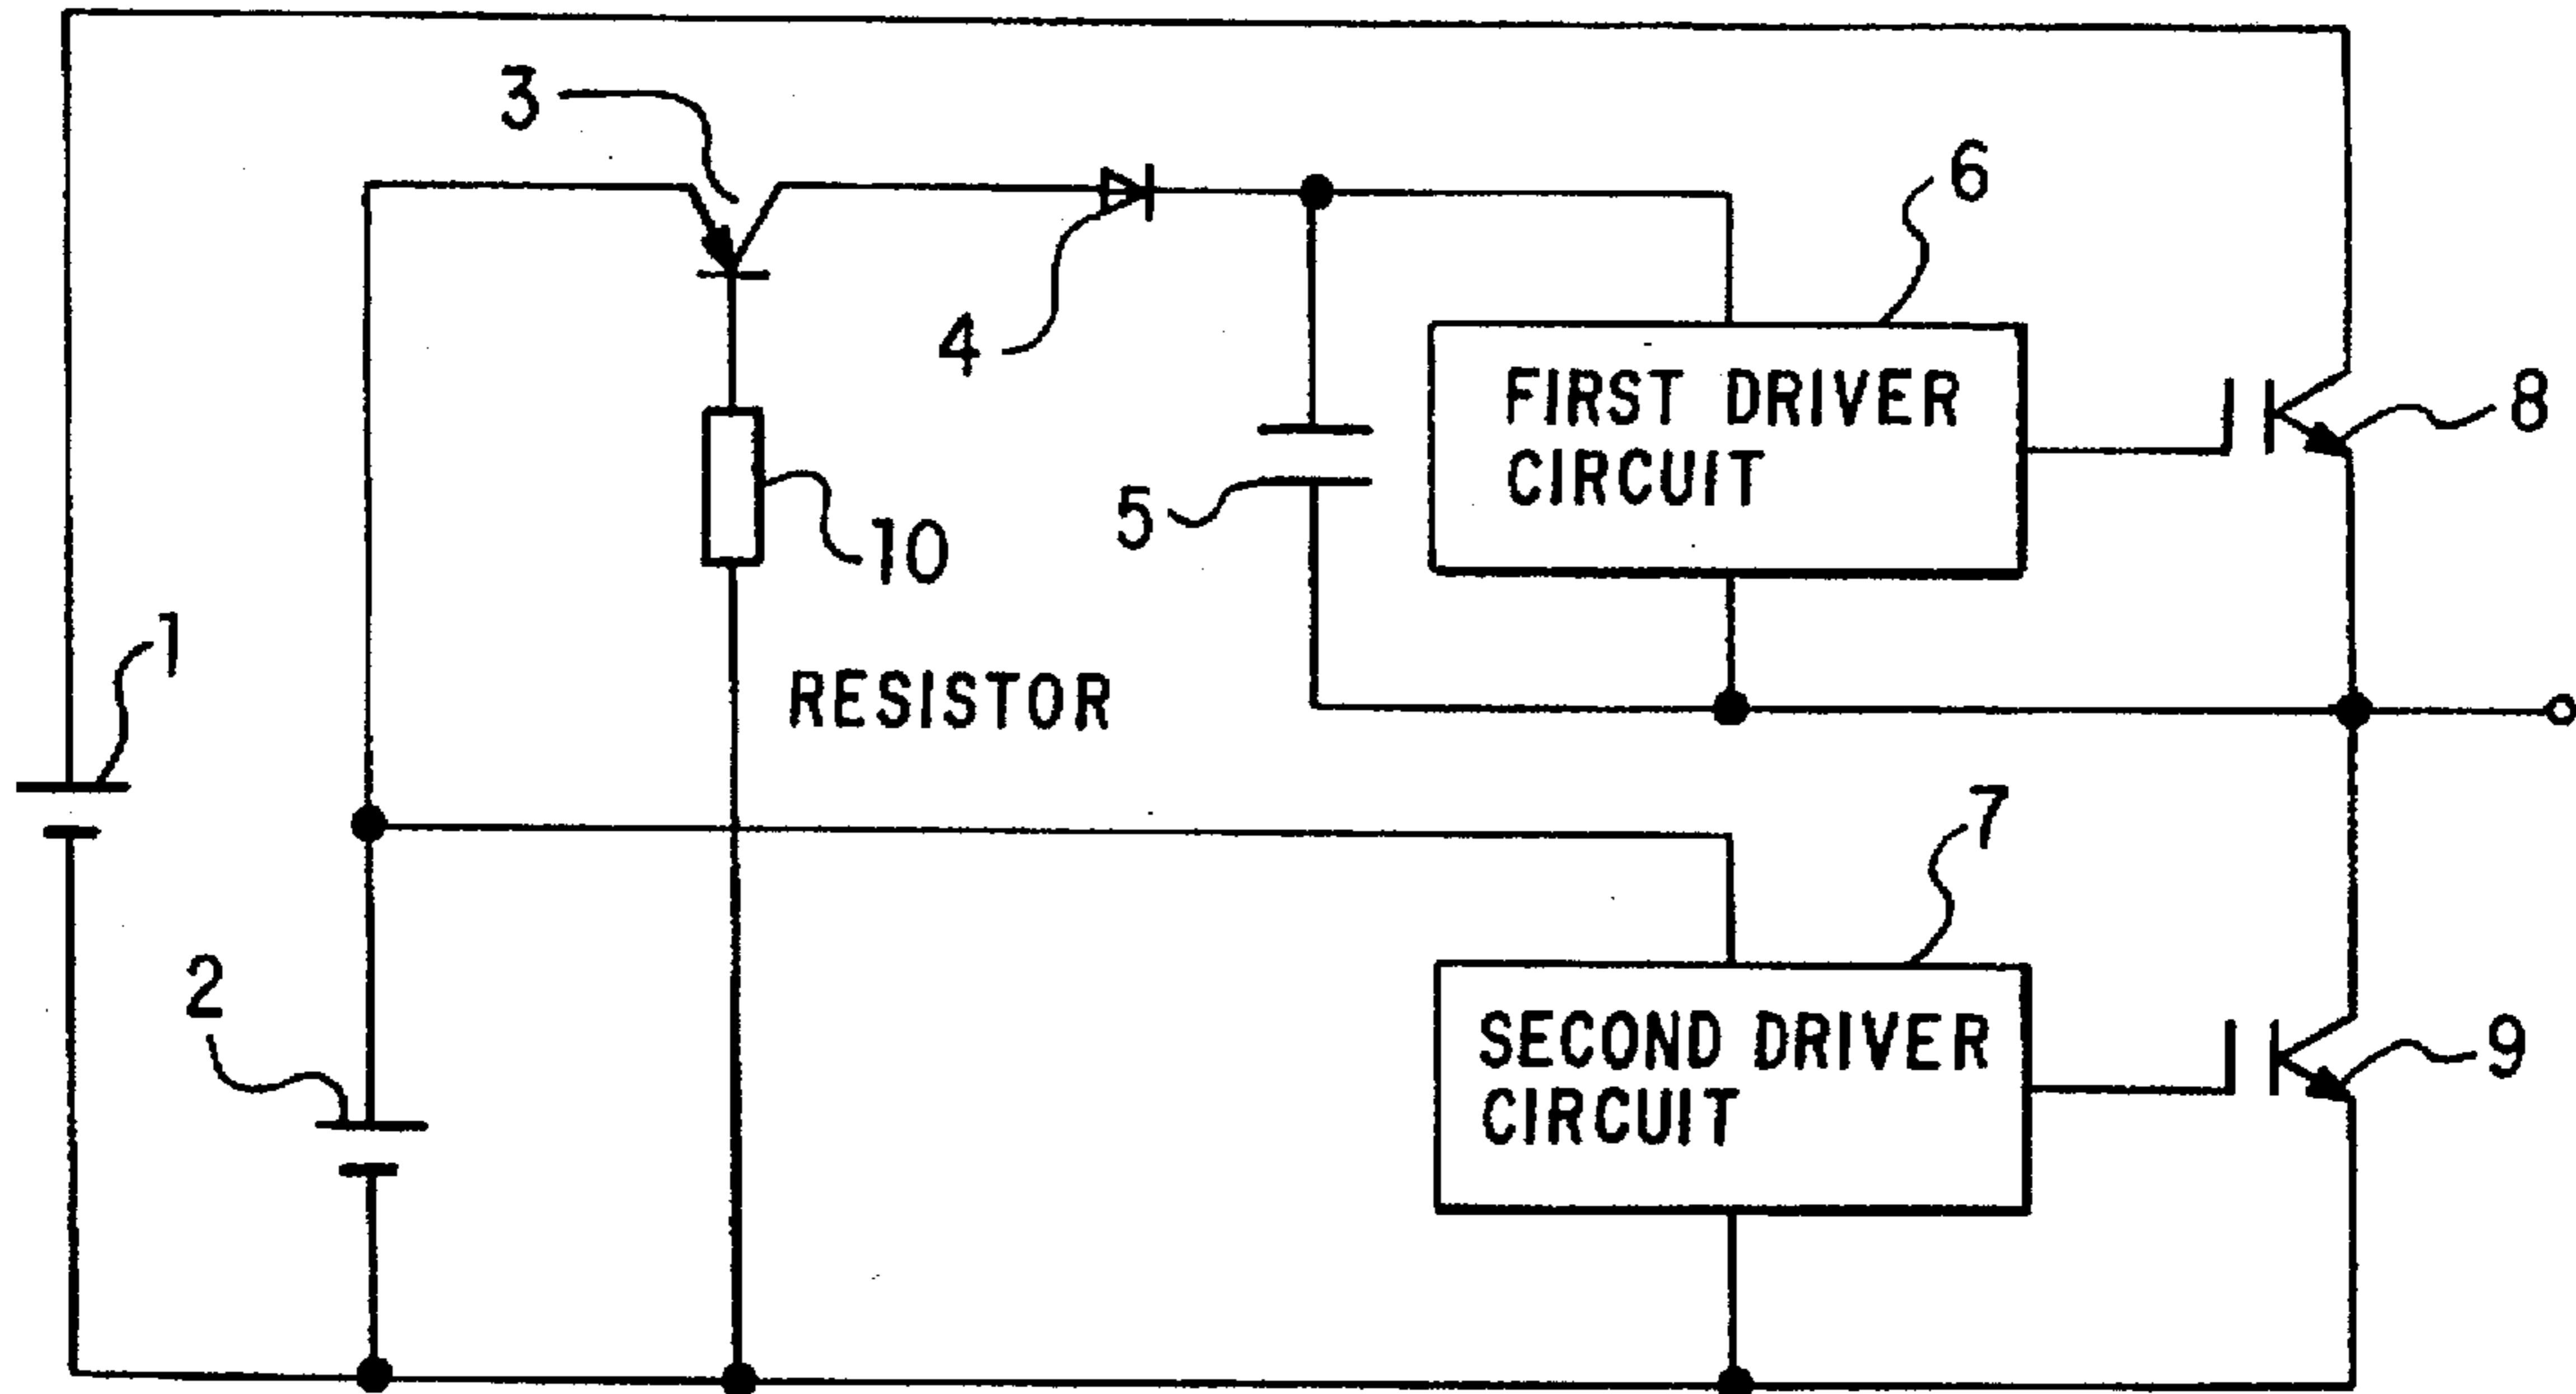 3
6
4
FIRST DRIVER
CIRCUIT
8
5
10
1
RESISTOR
7
2
SECOND DRIVER
CIRCUIT
9